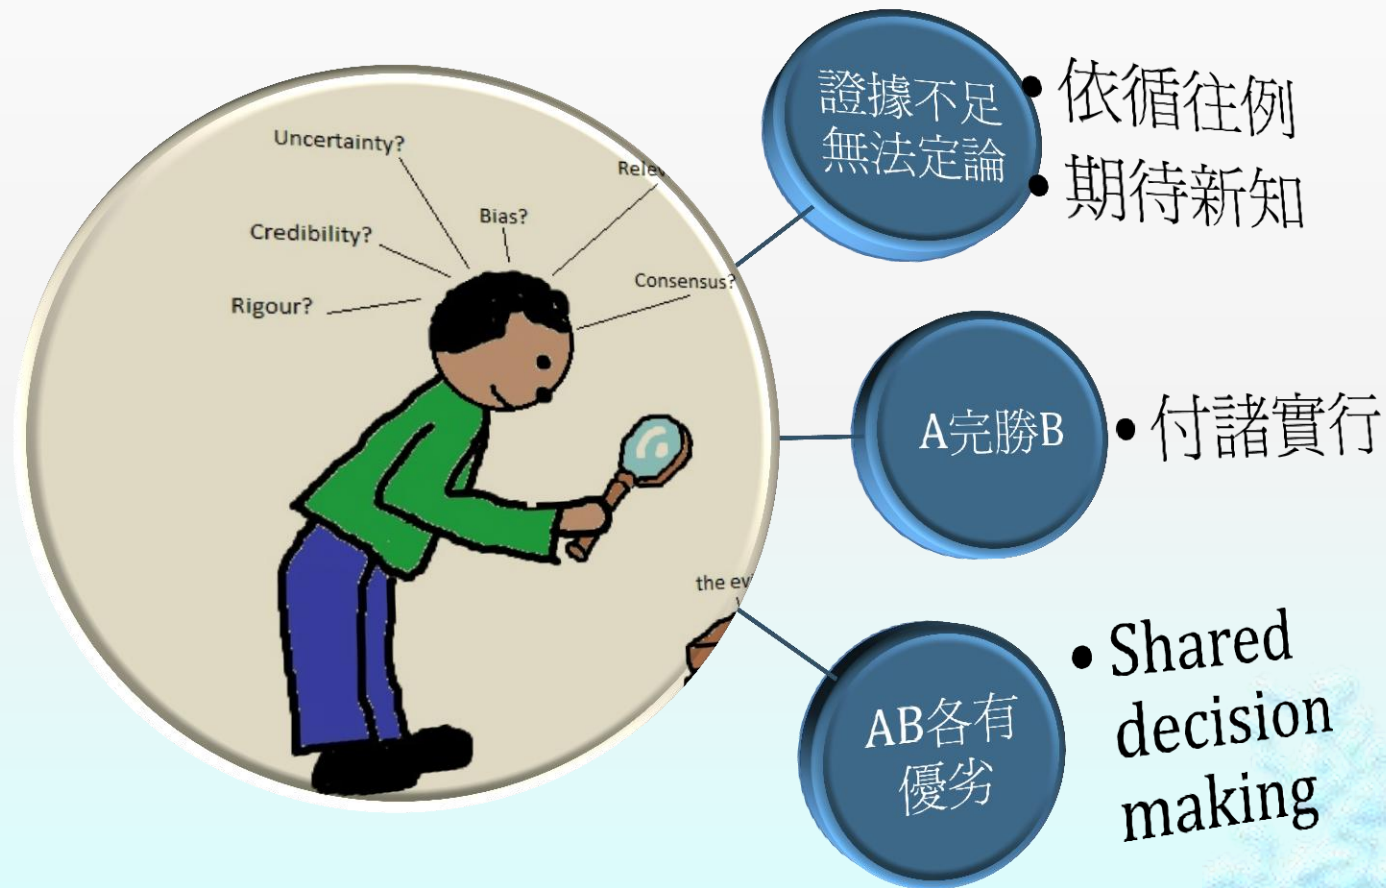 Uncertainty?
Bias?
Credibility?
Consensus?
Rigour?
the
證據不足
無法定論
• 依循往例
• 期待新知
A完勝B
• 付諸實行
AB各有
優劣
• Shared
decision
making